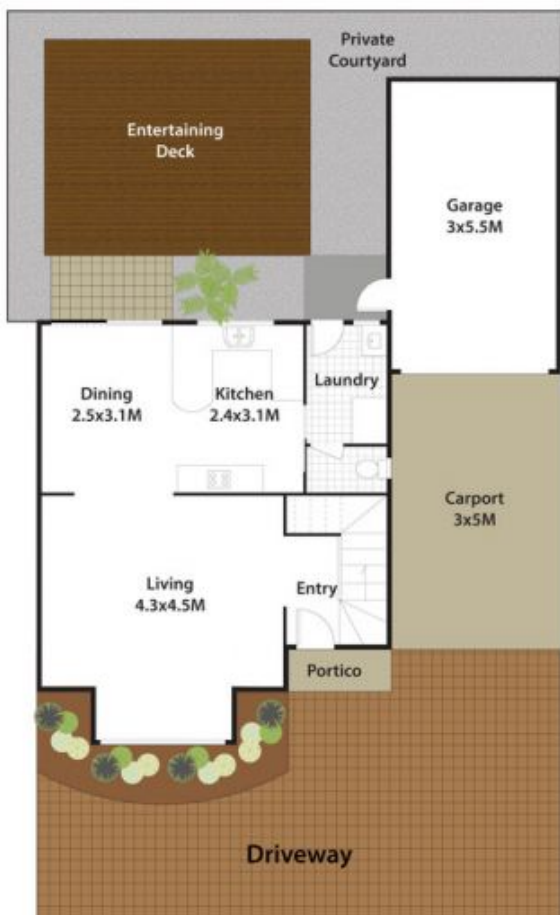 Private
Courtyard
Entertaining
Deck
Garage
3x5.5M
Dining
2.5x3.1M
Kitchen
2.4x3.1M
Laundry
Carport
3x5M
Living
4.3x4.5M
Entry
Portico
Driveway